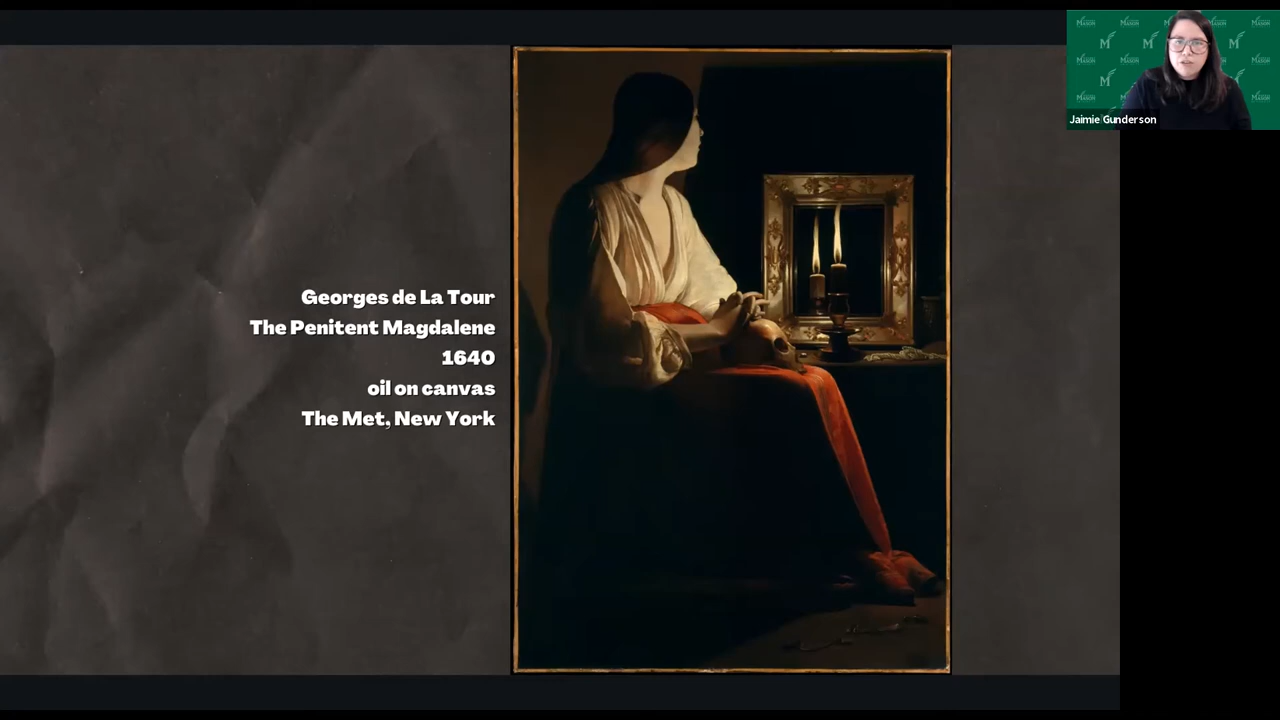 Georges de La Tour
The Penitent Magdalene
1640
oil on canvas
The Met, New York
Jaimie Gunderson